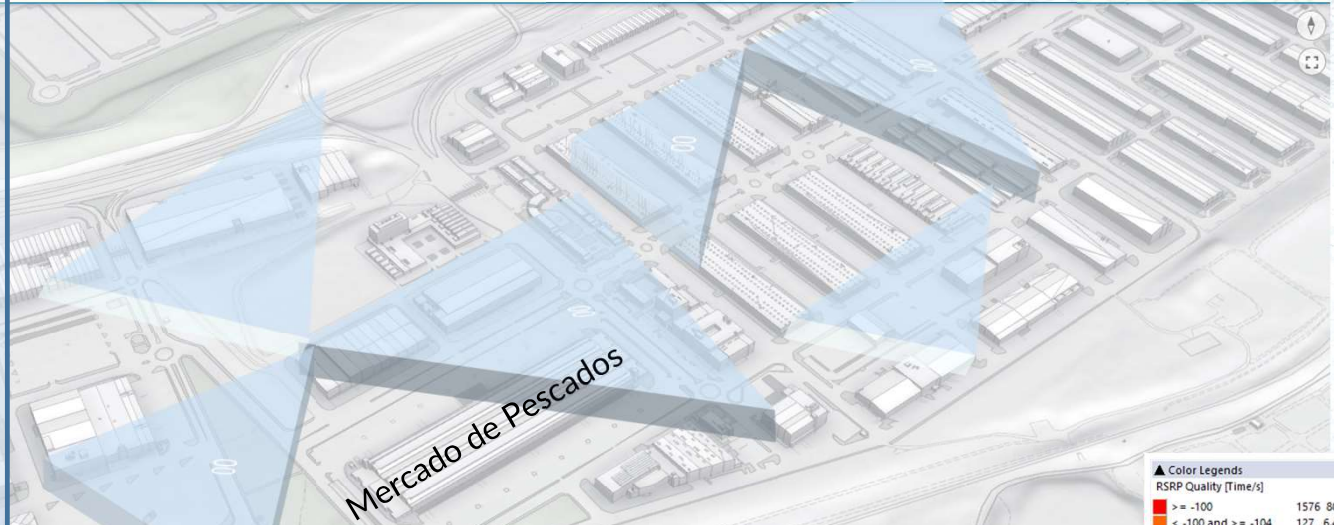 Mercado de Pescados
Color Legends
RSRP Quality [Time/s]
>= -100 1576
< -100 and >= -104 127